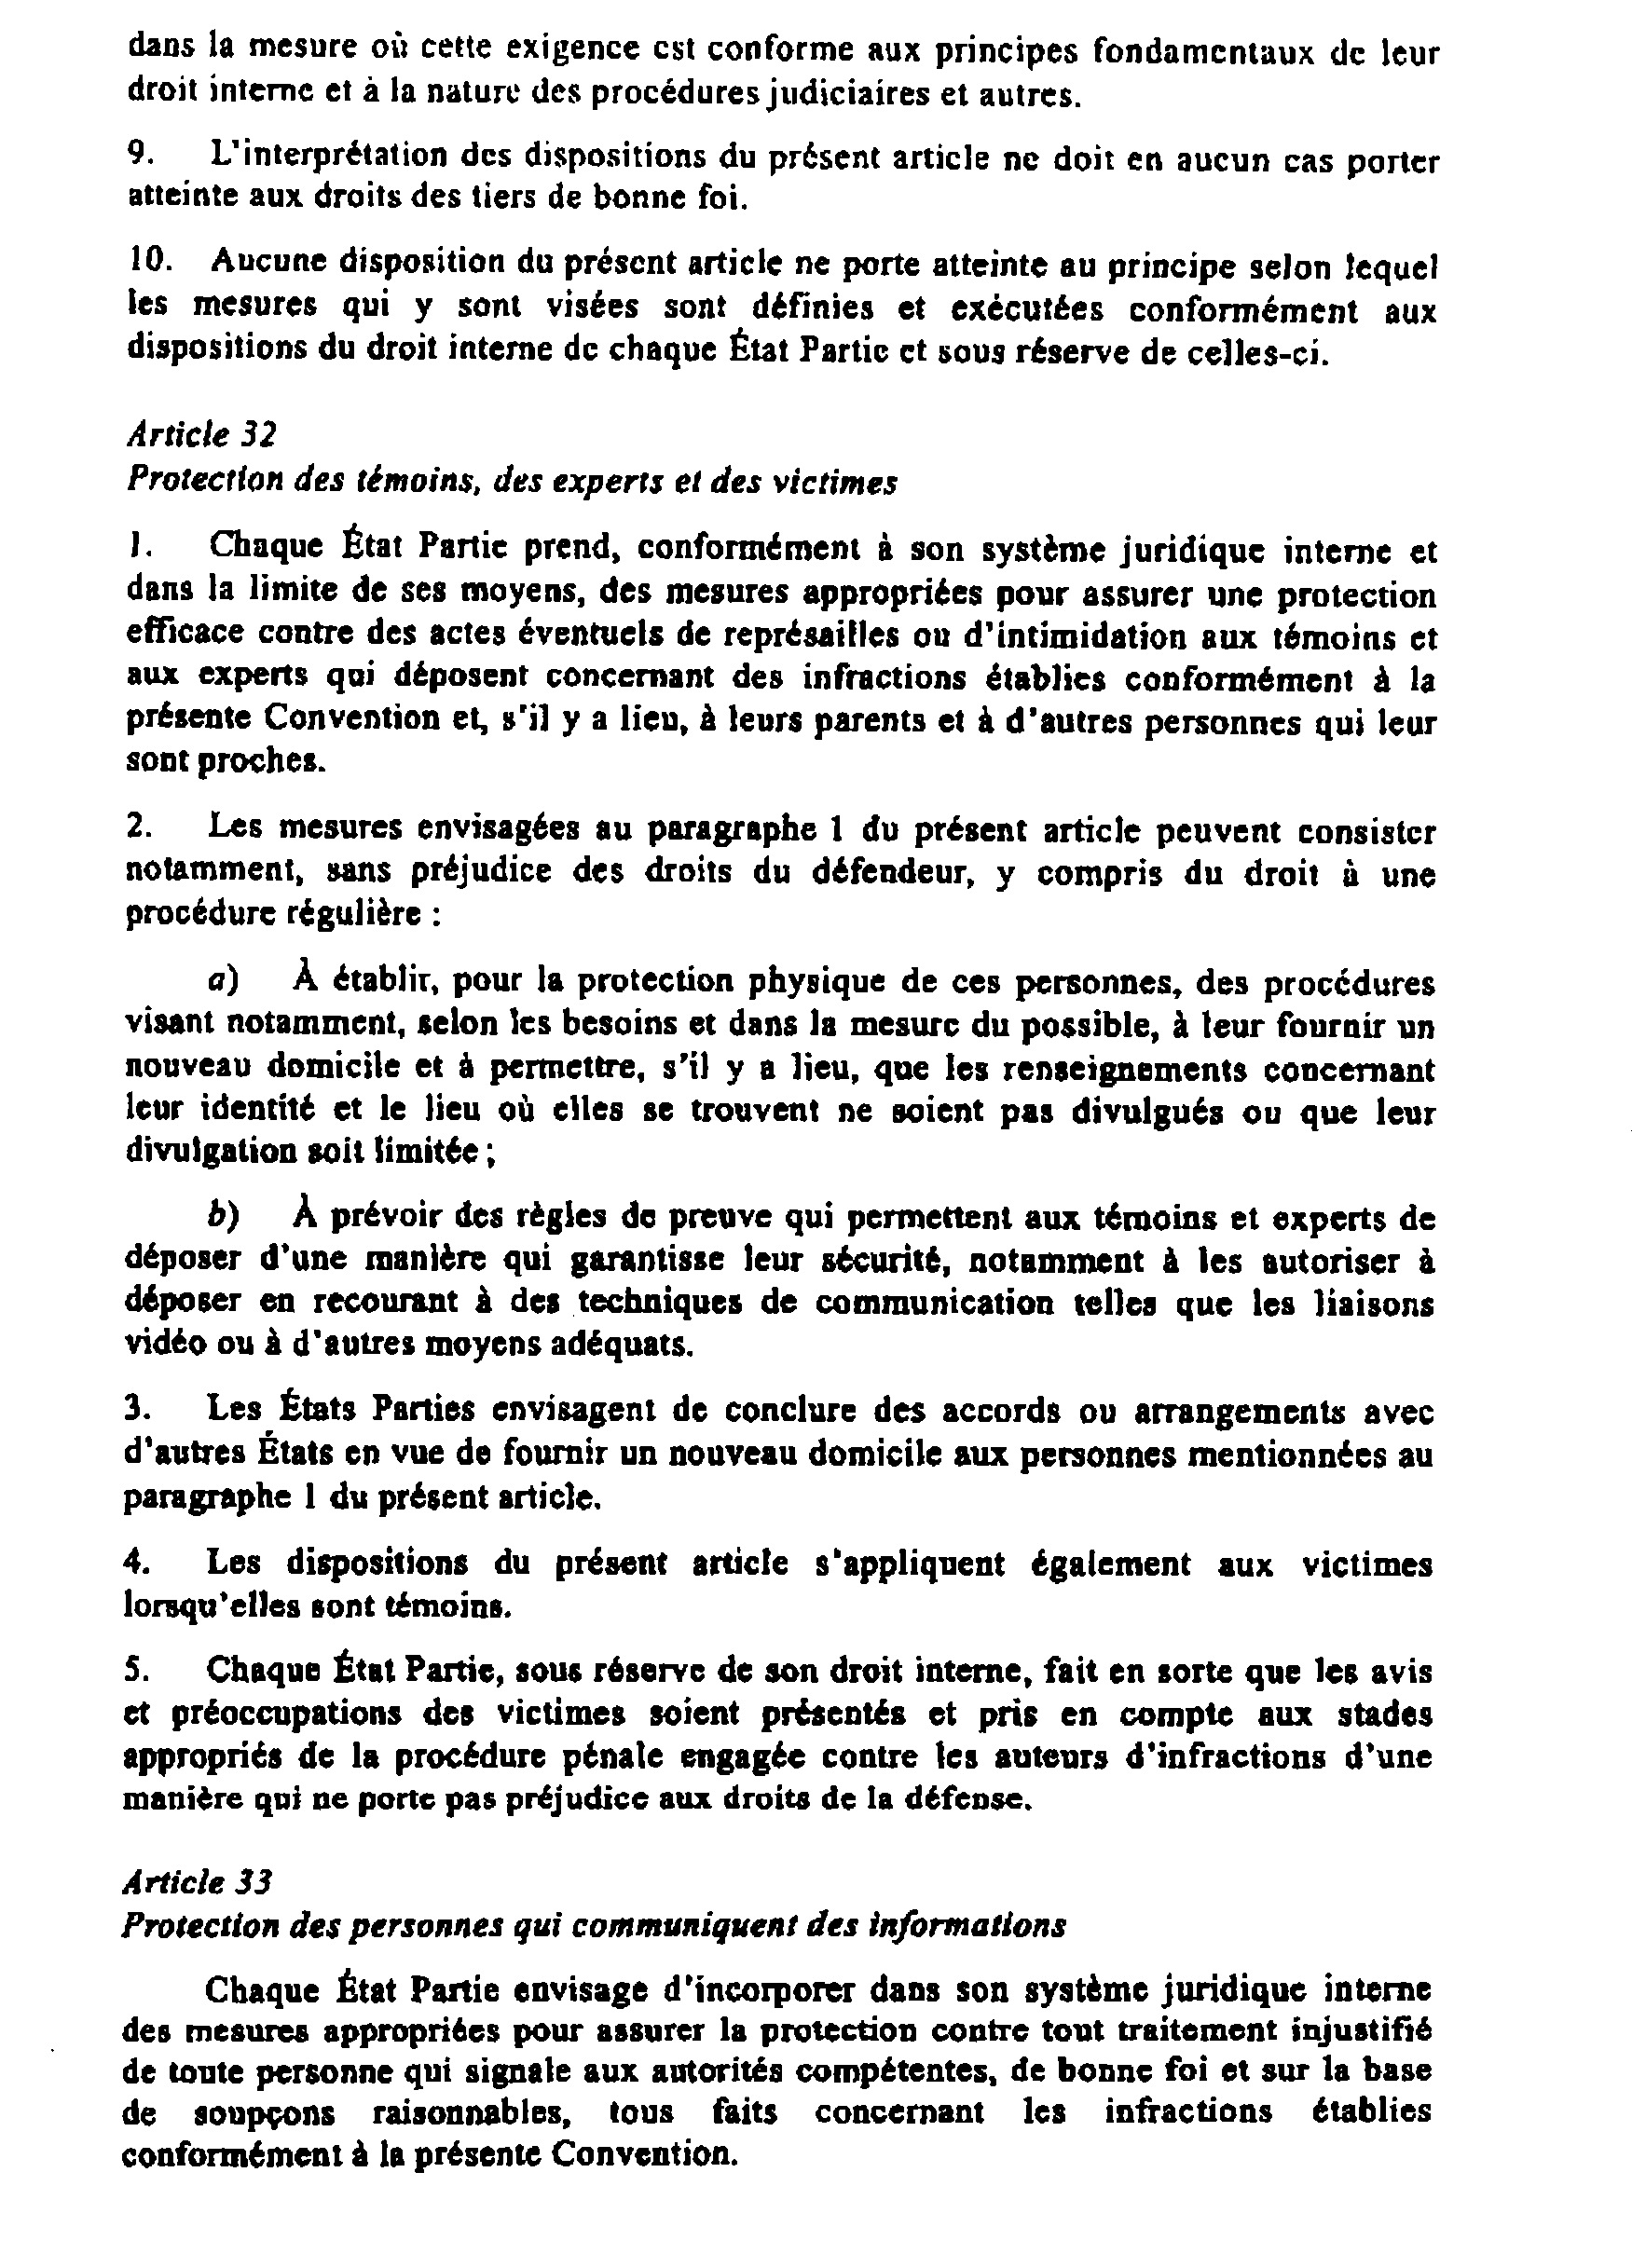 dans la mesure où cette exigence est conforme aux principes fondamentaux de leur
droit interne et à la nature des procédures judiciaires et autres.
9. L'interprétation des dispositions du présent article ne doit en aucun cas porter
atteinte aux droits des tiers de bonne foi.
10. Aucune disposition du présent article ne porte atteinte au principe selon lequel
les mesures qui y sont visées sont définies et exécutées conformément aux
dispositions du droit interne de chaque État Partie et sous réserve de celles-ci.
Article 32
Protection des témoins, des experts et des victimes
1. Chaque État Partie prend, conformément à son système juridique interne et
dans la limite de ses moyens, des mesures appropriées pour assurer une protection
efficace contre des actes éventuels de représailles ou d'intimidation aux témoins et
aux experts qui déposent concernant des infractions établies conformément à la
présente Convention et, s'il y a lieu, à leurs parents et à d'autres personnes qui leur
sont proches.
2. Les mesures envisagées au paragraphe 1 du présent article peuvent consister
notamment, sans préjudice des droits du défendeur, y compris du droit à une
procédure régulière :
a) À établir, pour la protection physique de ces personnes, des procédures
visant notamment, selon les besoins et dans la mesure du possible, à leur fournir un
nouveau domicile et à permettre, s'il y a lieu, que les renseignements concernant
leur identité et le lieu où elles se trouvent ne soient pas divulgués ou que leur
divulgation soit limitée ;
b) À prévoir des règles de preuve qui permettent aux témoins et experts de
déposer d'une manière qui garantisse leur sécurité, notamment à les autoriser à
déposer en recourant à des techniques de communication telles que les liaisons
vidéo ou à d'autres moyens adéquats.
3. Les États Parties envisagent de conclure des accords ou arrangements avec
d'autres États en vue de fournir un nouveau domicile aux personnes mentionnées au
paragraphe 1 du présent article.
4. Les dispositions du présent article s'appliquent également aux victimes
lorsqu'elles sont témoins.
5. Chaque État Partie, sous réserve de son droit interne, fait en sorte que les avis
et préoccupations des victimes soient présentés et pris en compte aux stades
appropriés de la procédure pénale engagée contre les auteurs d'infractions d'une
manière qui ne porte pas préjudice aux droits de la défense.
Article 33
Protection des personnes qui communiquent des informations
Chaque État Partie envisage d'incorporer dans son système juridique interne
des mesures appropriées pour assurer la protection contre tout traitement injustifié
de toute personne qui signale aux autorités compétentes, de bonne foi et sur la base
de soupçons raisonnables, tous faits concernant les infractions établies
conformément à la présente Convention.